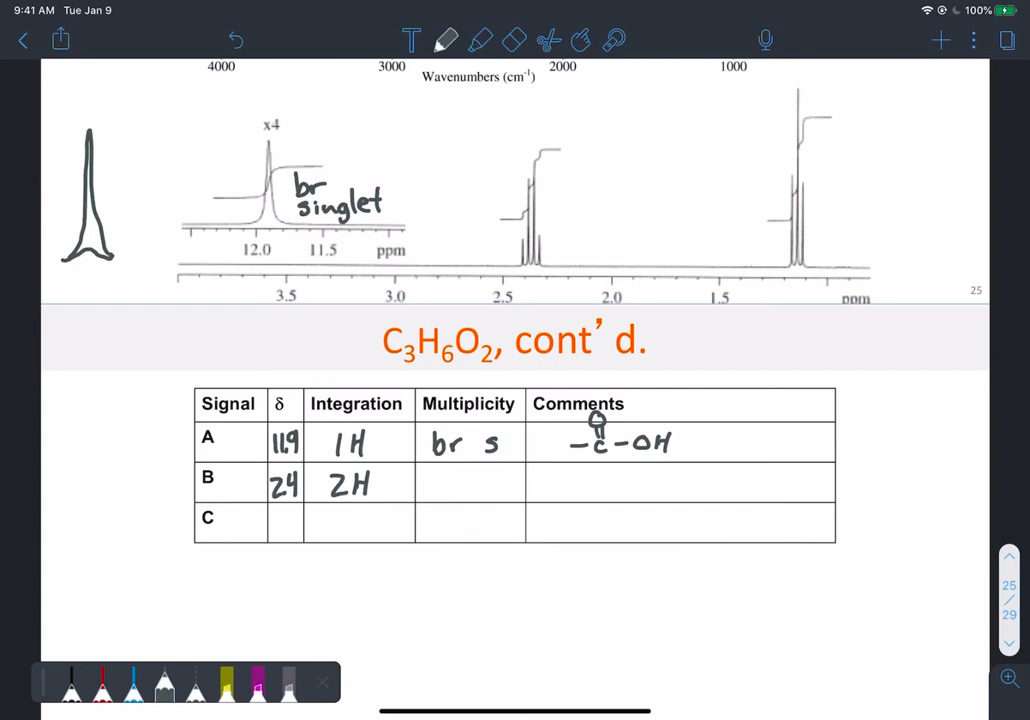 9:41 AM Tue Jan 9
100%
4000 3000 2000 1000
Wavenumbers (cm⁻¹)
x4
br
singlet
12.0 11.5 ppm
3.5 3.0 2.5 2.0 1.5 ppm
25
C₃H₆O₂, cont’ d.
Signal δ Integration Multiplicity Comments
A 11.9 1H br s O
-C-OH
B 2.4 2H
C
25
/
29